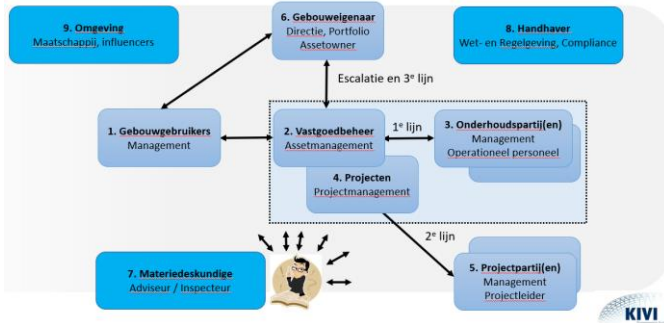 9. Omgeving
Maatschappij, influencers
6. Gebouweigenaar
Directie, Portfolio
Assetowner
8. Handhaver
Wet- en Regelgeving, Compliance
Escalatie en 3e lijn
1. Gebouwgebruikers
Management
2. Vastgoedbeheer
Assetmanagement
1e lijn
3. Onderhoudspartij(en)
Management
Operationeel personeel
4. Projecten
Projectmanagement
2e lijn
7. Materiedeskundige
Adviseur / Inspecteur
5. Projectpartij(en)
Management
Projectleider
KIVI